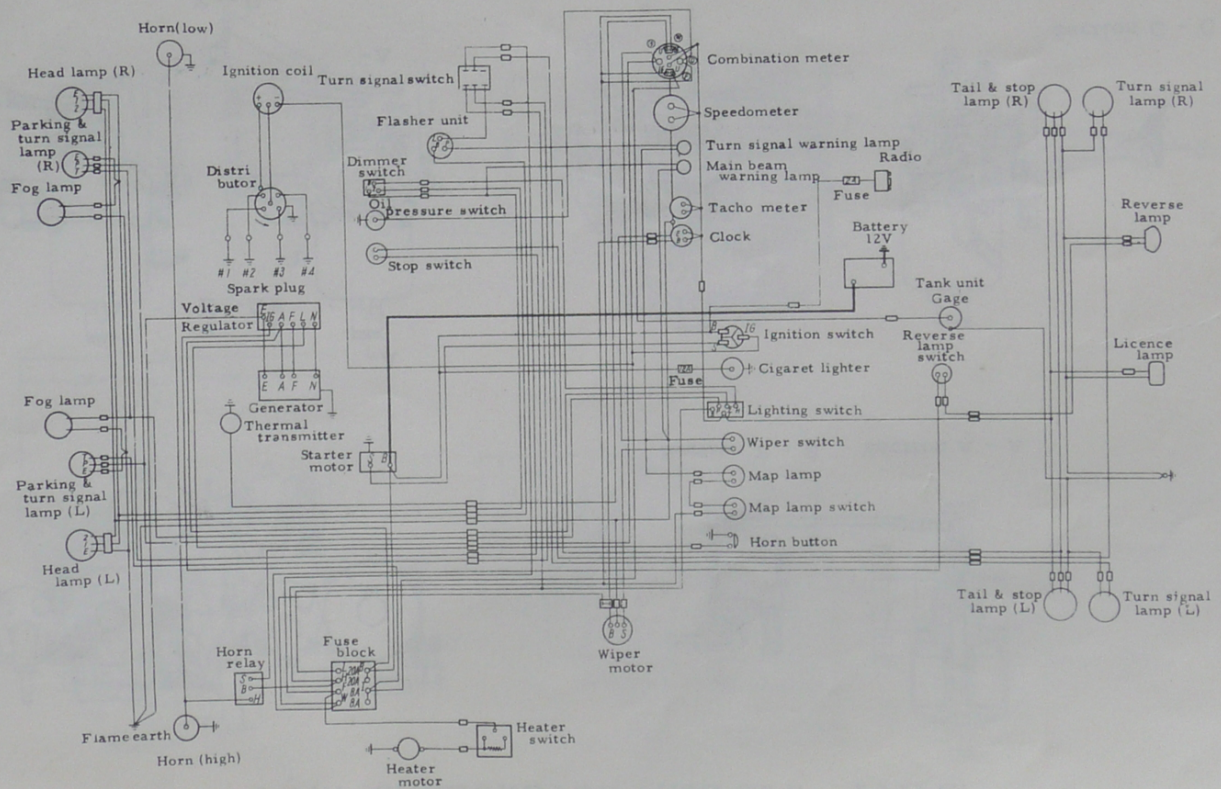 Horn(low)
Head lamp (R)
Parking &
turn signal
lamp
(R)
Fog lamp
Ignition coil
Distri
butor
#1 #2 #3 #4
Spark plug
Voltage
Regulator
E
IG A F L N
E A F N
Generator
Thermal
transmitter
Starter
motor
S B
Fog lamp
Parking &
turn signal
lamp (L)
Head
lamp (L)
Flame earth
Horn (high)
Horn
relay
S
B
H
Fuse
block
20A
20A
8A
8A
Heater
motor
Heater
switch
Turn signal switch
Flasher unit
Dimmer
switch
Oil
pressure switch
Stop switch
Combination meter
Speedometer
Turn signal warning lamp
Main beam
warning lamp
Tacho meter
Clock
Radio
Fuse
Battery
12V
B IG
S
Ignition switch
Fuse
Cigaret lighter
Lighting switch
Wiper switch
Map lamp
Map lamp switch
Horn button
B S
Wiper
motor
Tank unit
Gage
Reverse
lamp
switch
Tail & stop
lamp (R)
Turn signal
lamp (R)
Reverse
lamp
Licence
lamp
Tail & stop
lamp (L)
Turn signal
lamp (L)